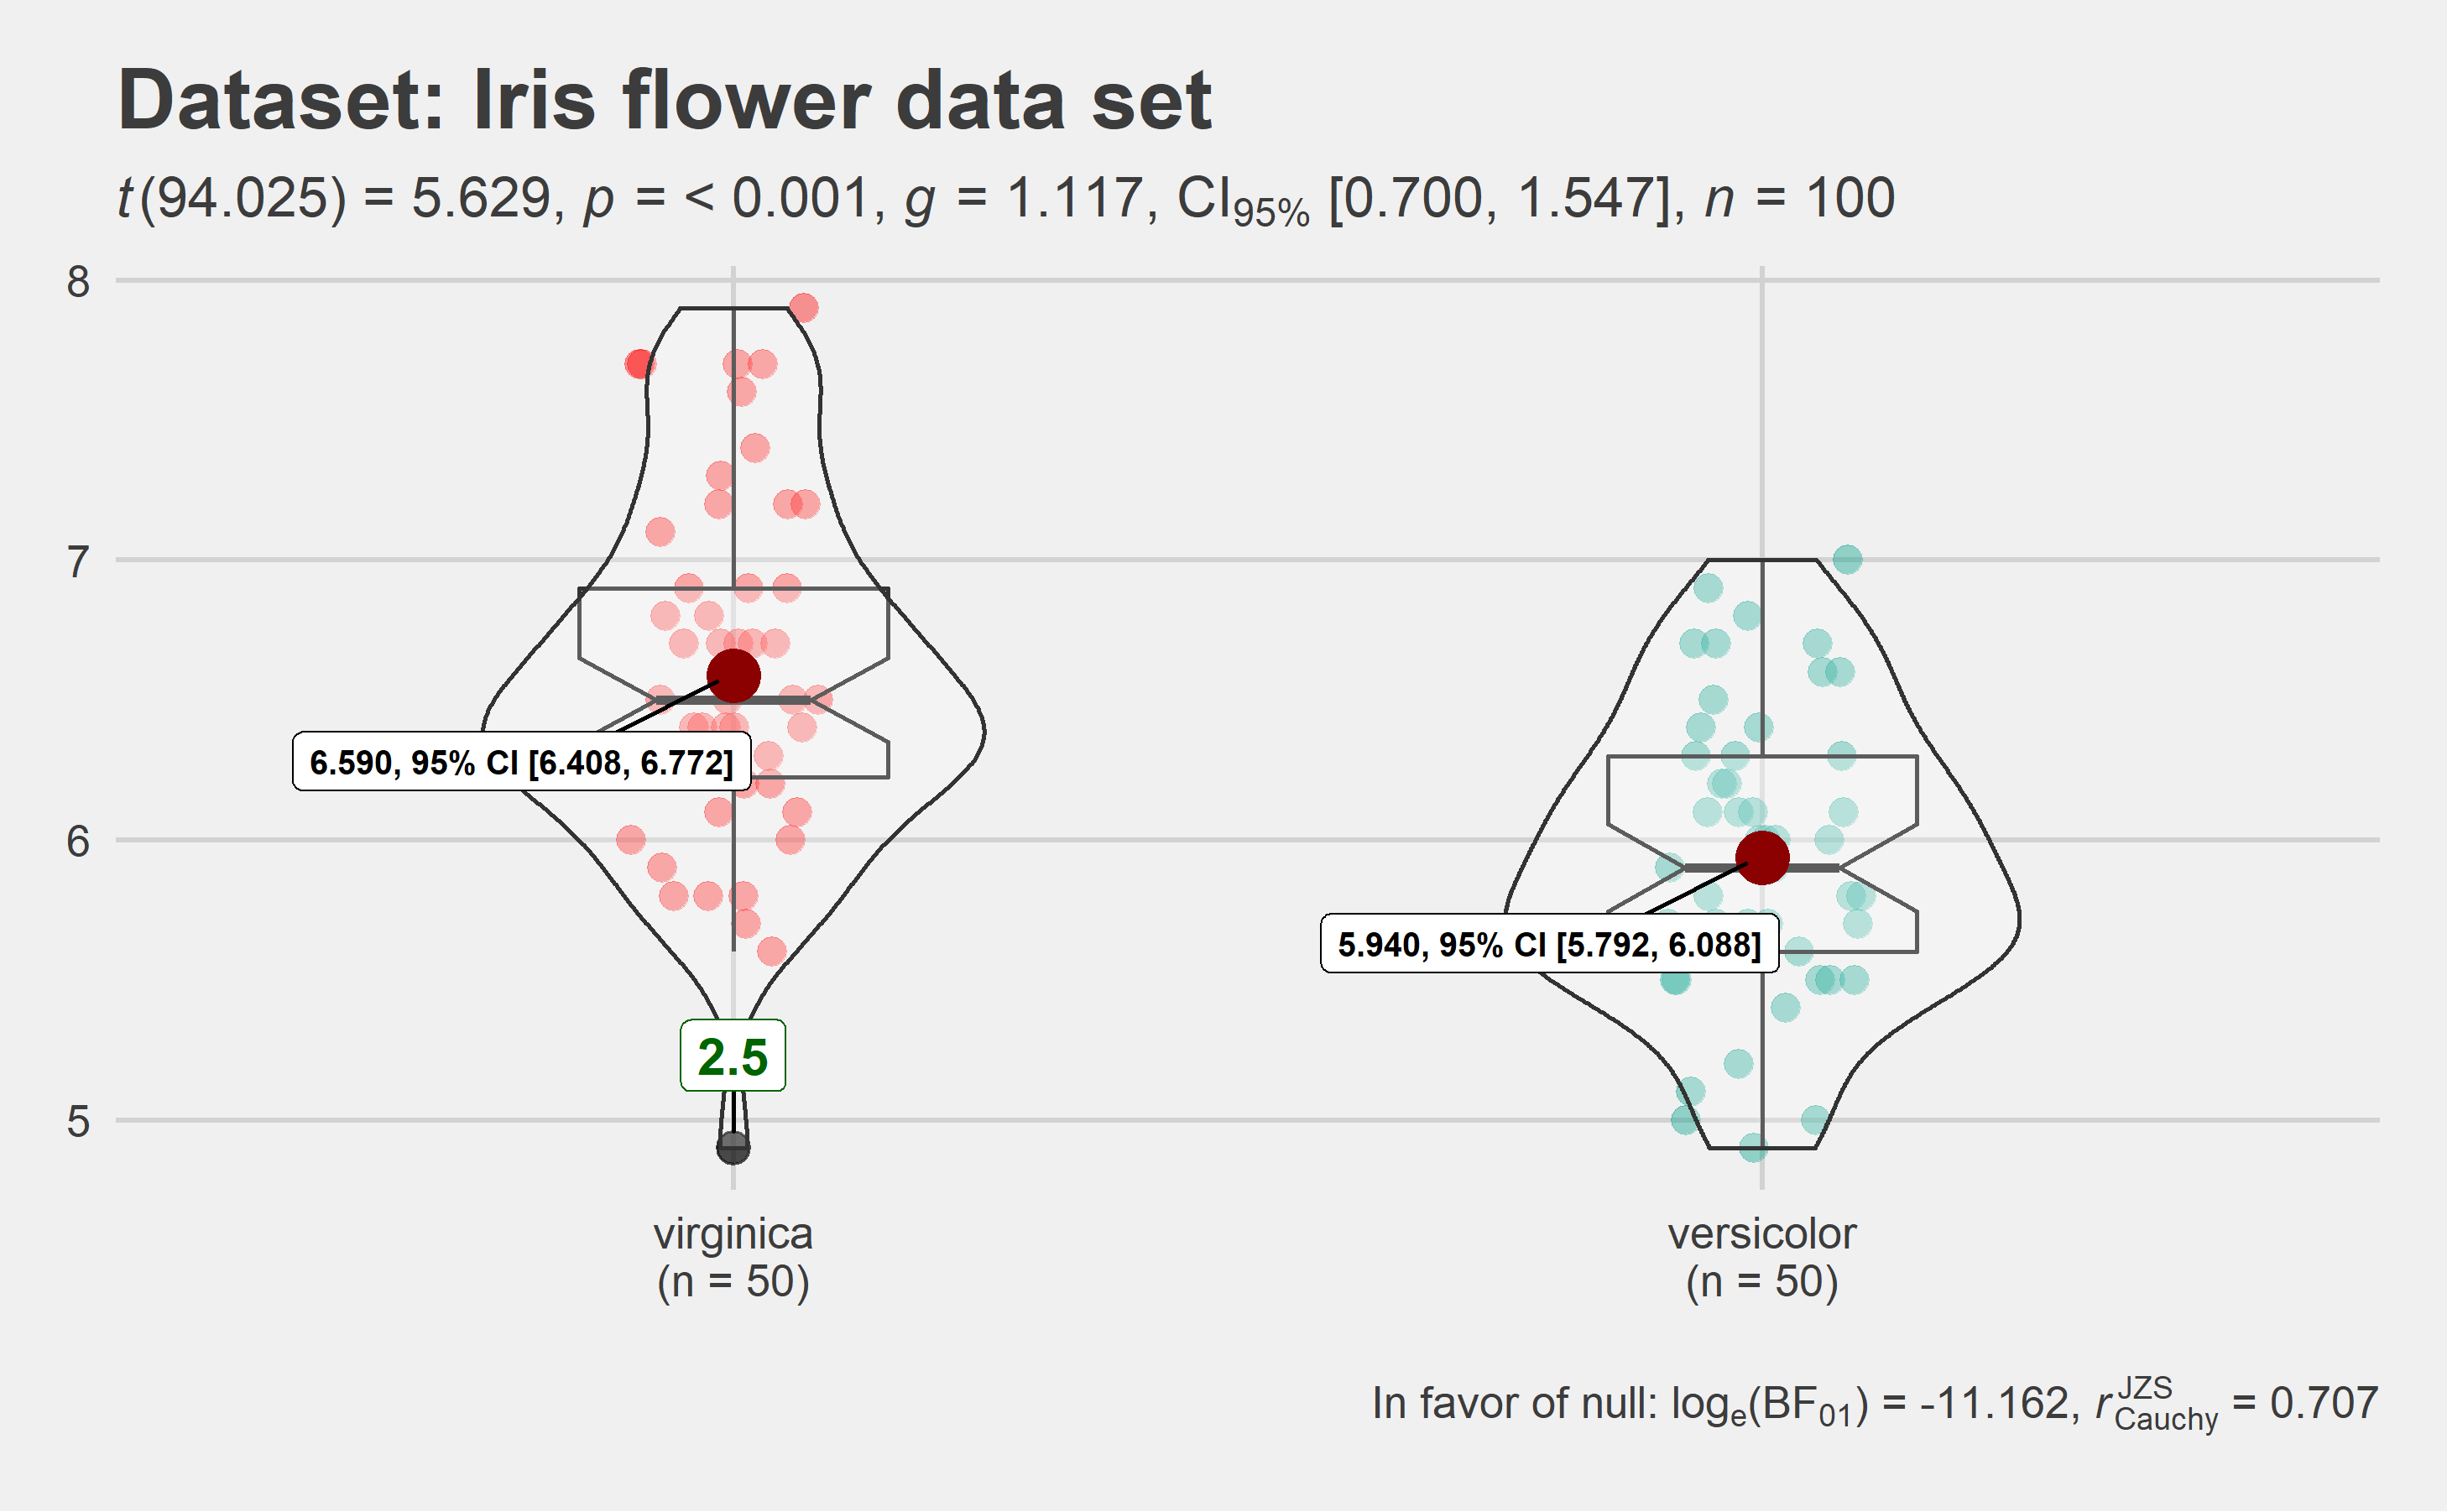 Dataset: Iris flower data set
t(94.025) = 5.629, p = < 0.001, g = 1.117, CI95% [0.700, 1.547], n = 100
8
7
6
5
6.590, 95% CI [6.408, 6.772]
5.940, 95% CI [5.792, 6.088]
2.5
virginica
(n = 50)
versicolor
(n = 50)
In favor of null: loge(BF01) = -11.162, r JZS Cauchy = 0.707